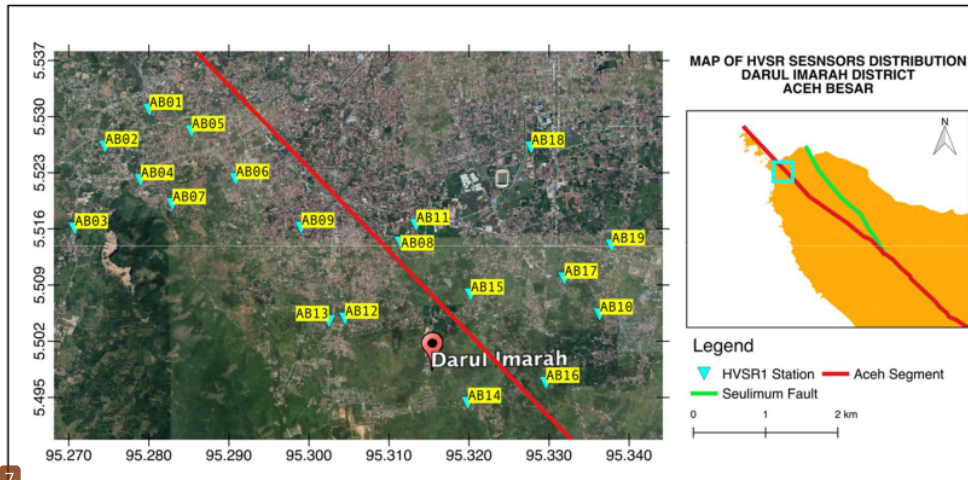 MAP OF HVSR SESNSORS DISTRIBUTION
DARUL IMARAH DISTRICT
ACEH BESAR
5.537
5.530
5.523
5.516
5.509
5.502
5.495
AB01
AB05
AB02
AB18
AB04
AB06
AB07
AB03
AB09
AB11
AB08
AB19
AB17
AB15
AB13
AB12
AB10
Darul Imarah
AB16
AB14
95.270
95.280
95.290
95.300
95.310
95.320
95.330
95.340
N
Legend
HVSR1 Station
Aceh Segment
Seulimum Fault
0 1 2 km
7